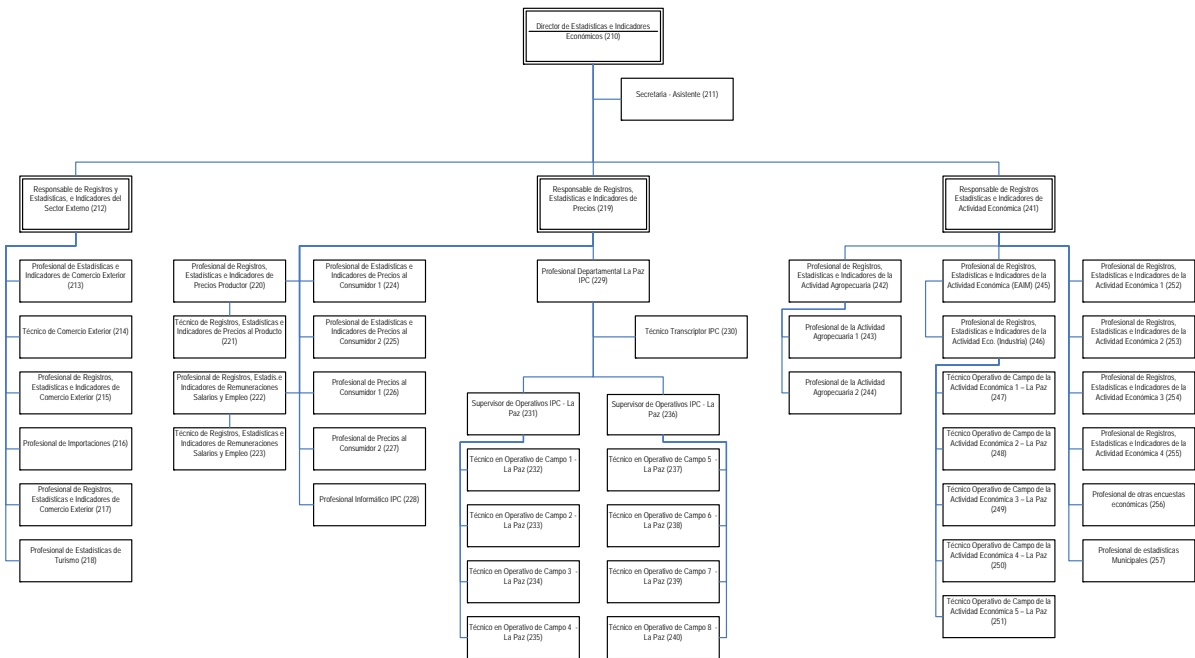 Director de Estadísticas e Indicadores
Económicos (210)
Secretaria - Asistente (211)
Responsable de Registros y
Estadísticas, e Indicadores del
Sector Externo (212)
Responsable de Registros,
Estadísticas e Indicadores de
Precios (219)
Responsable de Registros
Estadísticas e Indicadores de
Actividad Económica (241)
Profesional de Estadísticas e
Indicadores de Comercio Exterior
(213)
Técnico de Comercio Exterior (214)
Profesional de Registros,
Estadísticas e Indicadores de
Comercio Exterior (215)
Profesional de Importaciones (216)
Profesional de Registros,
Estadísticas e Indicadores de
Comercio Exterior (217)
Profesional de Estadísticas de
Turismo (218)
Profesional de Registros,
Estadísticas e Indicadores de
Precios Productor (220)
Técnico de Registros, Estadísticas e
Indicadores de Precios al Producto
(221)
Profesional de Registros, Estadís.e
Indicadores de Remuneraciones
Salarios y Empleo (222)
Técnico de Registros, Estadísticas e
Indicadores de Remuneraciones
Salarios y Empleo (223)
Profesional de Estadísticas e
Indicadores de Precios al
Consumidor 1 (224)
Profesional de Estadísticas e
Indicadores de Precios al
Consumidor 2 (225)
Profesional de Precios al
Consumidor 1 (226)
Profesional de Precios al
Consumidor 2 (227)
Profesional Informático IPC (228)
Profesional Departamental La Paz
IPC (229)
Técnico Transcriptor IPC (230)
Supervisor de Operativos IPC - La
Paz (231)
Técnico en Operativo de Campo 1 -
La Paz (232)
Técnico en Operativo de Campo 2 -
La Paz (233)
Técnico en Operativo de Campo 3 -
La Paz (234)
Técnico en Operativo de Campo 4 -
La Paz (235)
Supervisor de Operativos IPC - La
Paz (236)
Técnico en Operativo de Campo 5 -
La Paz (237)
Técnico en Operativo de Campo 6 -
La Paz (238)
Técnico en Operativo de Campo 7 -
La Paz (239)
Técnico en Operativo de Campo 8 -
La Paz (240)
Profesional de Registros,
Estadísticas e Indicadores de la
Actividad Agropecuaria (242)
Profesional de la Actividad
Agropecuaria 1 (243)
Profesional de la Actividad
Agropecuaria 2 (244)
Profesional de Registros,
Estadísticas e Indicadores de la
Actividad Económica (EAIM) (245)
Profesional de Registros,
Estadísticas e Indicadores de la
Actividad Eco. (Industria) (246)
Técnico Operativo de Campo de la
Actividad Económica 1 – La Paz
(247)
Técnico Operativo de Campo de la
Actividad Económica 2 – La Paz
(248)
Técnico Operativo de Campo de la
Actividad Económica 3 – La Paz
(249)
Técnico Operativo de Campo de la
Actividad Económica 4 – La Paz
(250)
Técnico Operativo de Campo de la
Actividad Económica 5 – La Paz
(251)
Profesional de Registros,
Estadísticas e Indicadores de la
Actividad Económica 1 (252)
Profesional de Registros,
Estadísticas e Indicadores de la
Actividad Económica 2 (253)
Profesional de Registros,
Estadísticas e Indicadores de la
Actividad Económica 3 (254)
Profesional de Registros,
Estadísticas e Indicadores de la
Actividad Económica 4 (255)
Profesional de otras encuestas
económicas (256)
Profesional de estadísticas
Municipales (257)